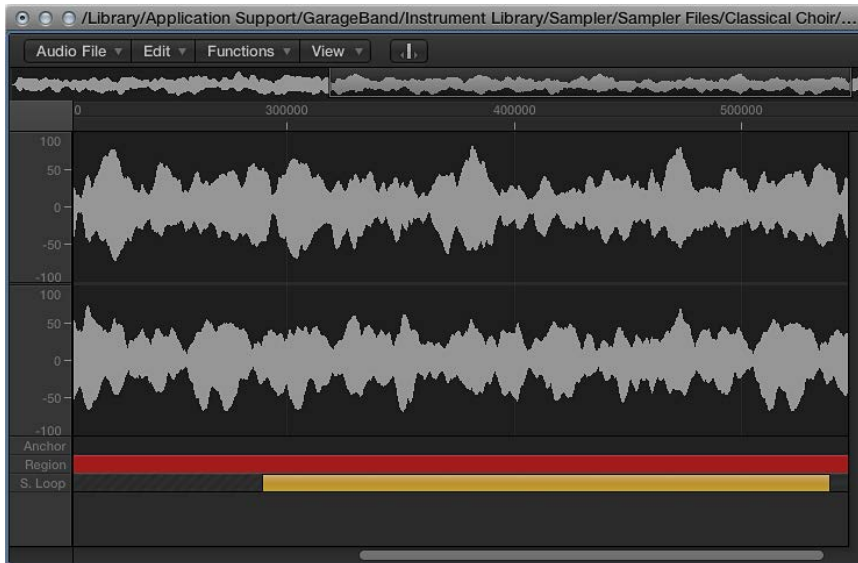 /Library/Application Support/GarageBand/Instrument Library/Sampler/Sampler Files/Classical Choir/...
Audio File Edit Functions View
0 300000 400000 500000
100
50
0
-50
-100
100
50
0
-50
-100
Anchor
Region
S. Loop